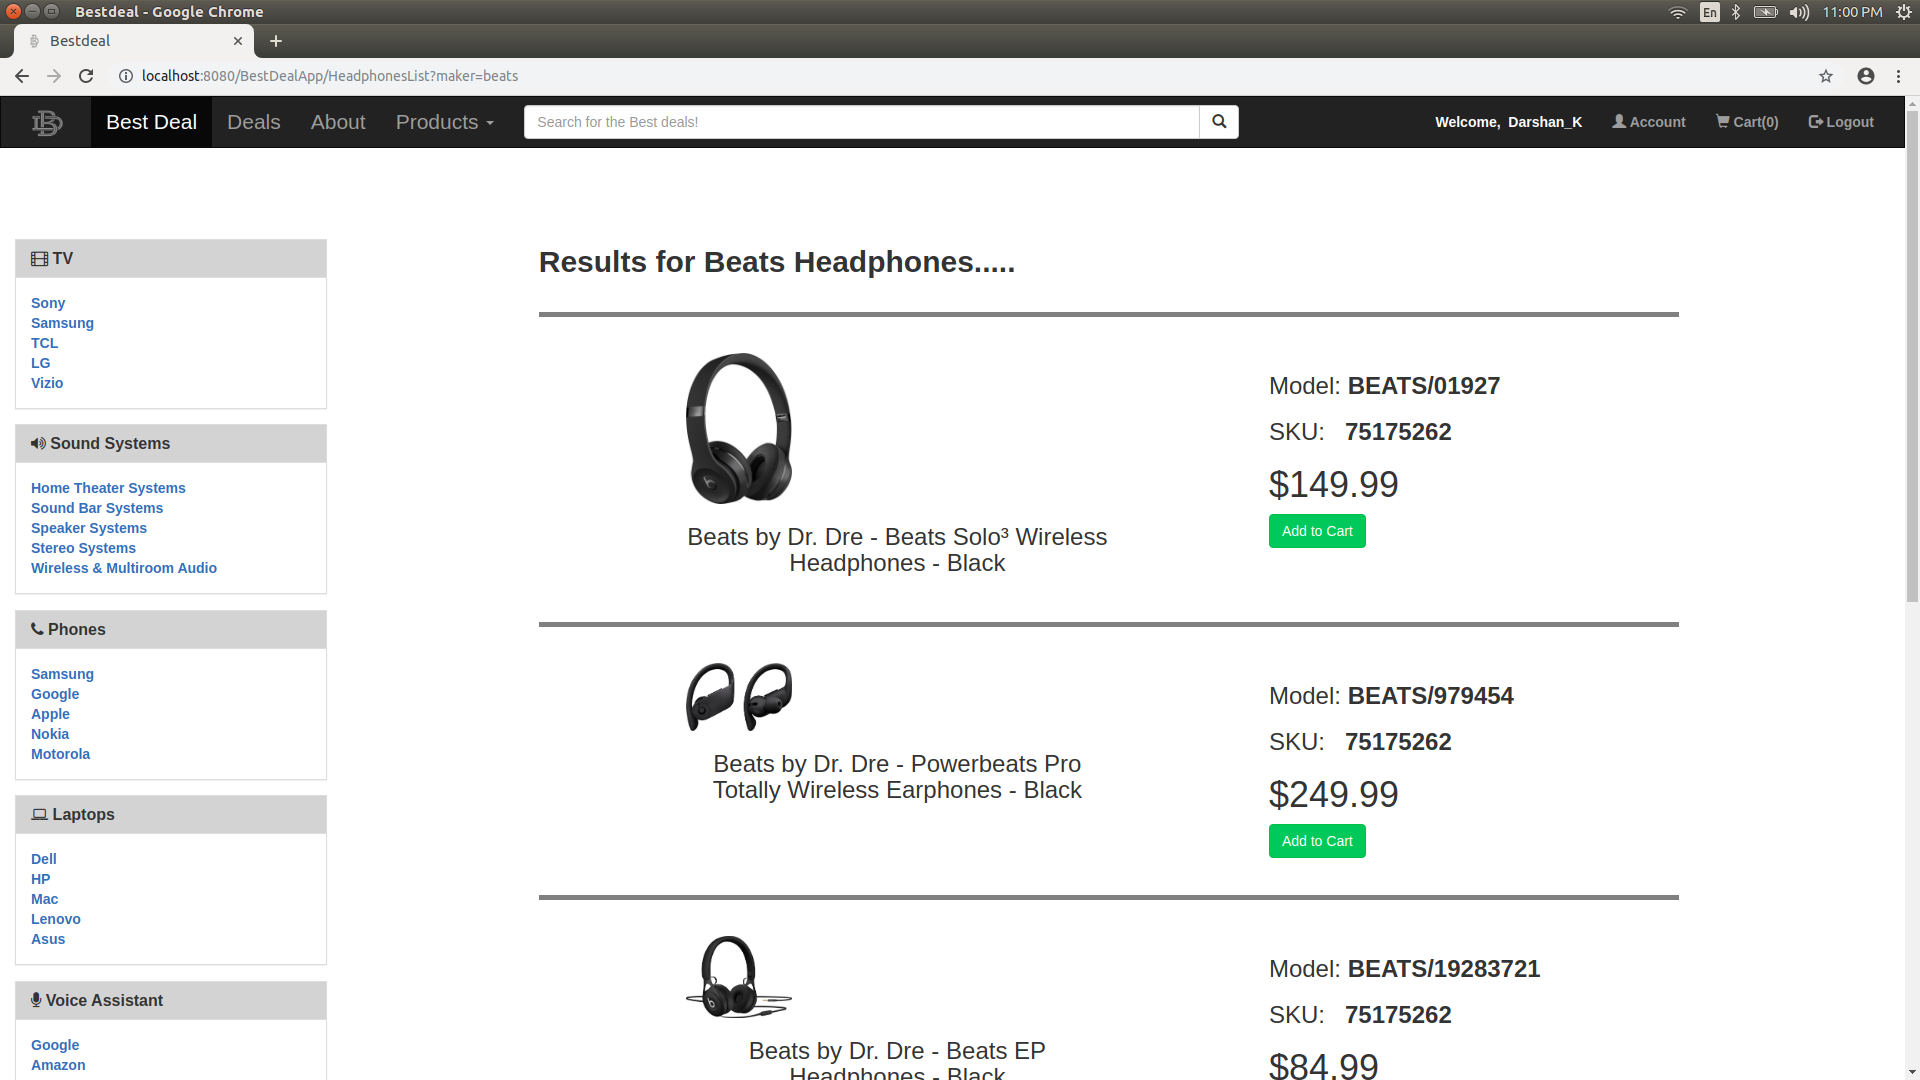 Bestdeal - Google Chrome
En
11:00 PM
Bestdeal
localhost:8080/BestDealApp/HeadphonesList?maker=beats
Best Deal
Deals
About
Products
Search for the Best deals!
Welcome, Darshan_K
Account
Cart(0)
Logout
TV
Sony
Samsung
TCL
LG
Vizio
Sound Systems
Home Theater Systems
Sound Bar Systems
Speaker Systems
Stereo Systems
Wireless & Multiroom Audio
Phones
Samsung
Google
Apple
Nokia
Motorola
Laptops
Dell
HP
Mac
Lenovo
Asus
Voice Assistant
Google
Amazon
Results for Beats Headphones.....
Beats by Dr. Dre - Beats Solo³ Wireless
Headphones - Black
Model: BEATS/01927
SKU: 75175262
$149.99
Add to Cart
Beats by Dr. Dre - Powerbeats Pro
Totally Wireless Earphones - Black
Model: BEATS/979454
SKU: 75175262
$249.99
Add to Cart
Beats by Dr. Dre - Beats EP
Headphones - Black
Model: BEATS/19283721
SKU: 75175262
$84.99